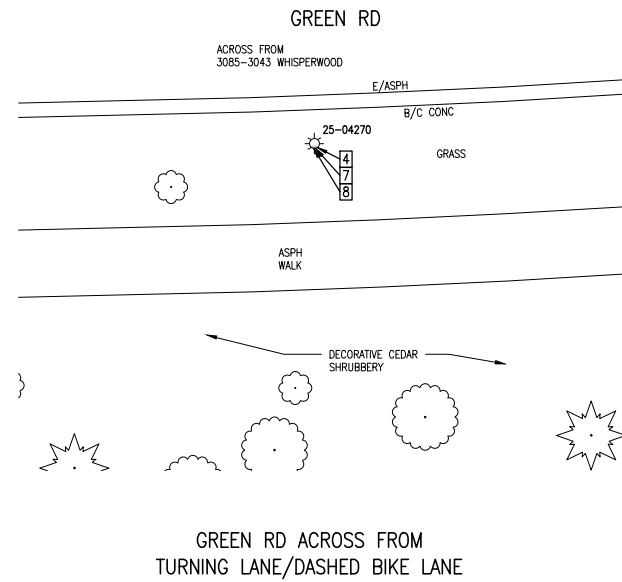 GREEN RD
ACROSS FROM
3085-3043 WHISPERWOOD
E/ASPH
B/C CONC
25-04270
4
7
8
GRASS
ASPH
WALK
DECORATIVE CEDAR
SHRUBBERY
GREEN RD ACROSS FROM
TURNING LANE/DASHED BIKE LANE